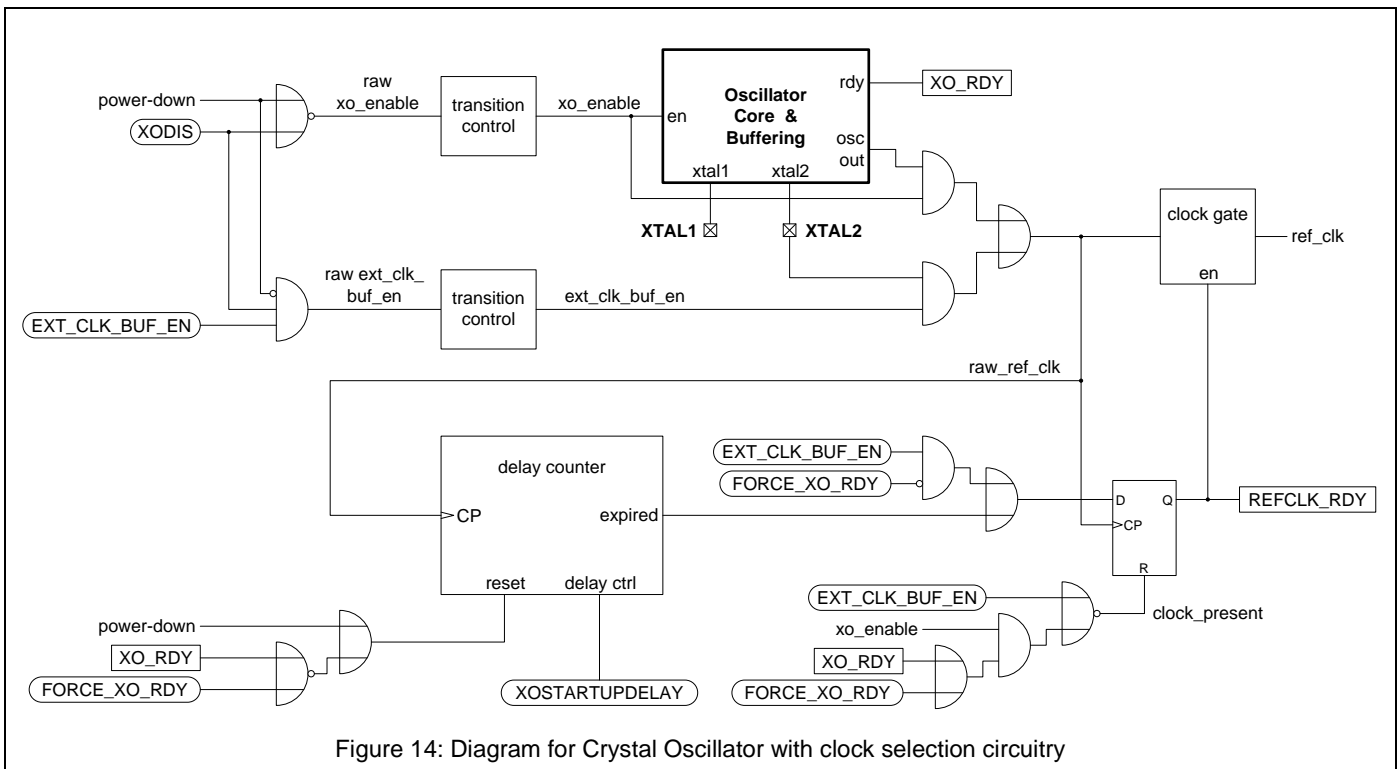 power-down
XODIS
raw
xo_enable
transition
control
xo_enable
en
Oscillator
Core &
Buffering
rdy
osc
out
xtal1
xtal2
XO_RDY
XTAL1
XTAL2
clock gate
en
ref_clk
EXT_CLK_BUF_EN
raw ext_clk_
buf_en
transition
control
ext_clk_buf_en
raw_ref_clk
delay counter
CP
expired
reset
delay ctrl
EXT_CLK_BUF_EN
FORCE_XO_RDY
D
Q
CP
R
REFCLK_RDY
power-down
XO_RDY
FORCE_XO_RDY
XOSTARTUPDELAY
EXT_CLK_BUF_EN
xo_enable
XO_RDY
FORCE_XO_RDY
clock_present
Figure 14: Diagram for Crystal Oscillator with clock selection circuitry